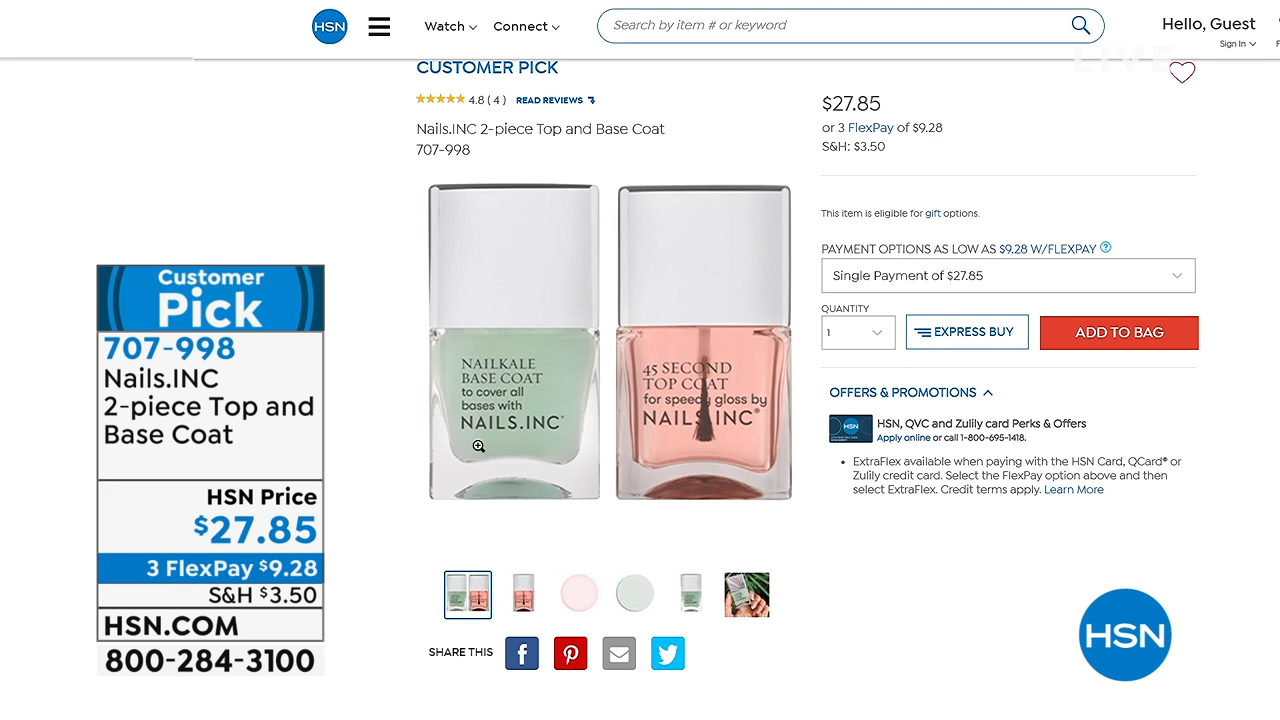 HSN
Watch
Connect
Search by item # or keyword
Hello, Guest
Sign In
F
LIVE
CUSTOMER PICK
4.8 ( 4 ) READ REVIEWS
Nails.INC 2-piece Top and Base Coat
707-998
$27.85
or 3 FlexPay of $9.28
S&H: $3.50
This item is eligible for gift options.
PAYMENT OPTIONS AS LOW AS $9.28 W/FLEXPAY ?
Single Payment of $27.85
QUANTITY
1
EXPRESS BUY
ADD TO BAG
OFFERS & PROMOTIONS
HSN
HSN, QVC and Zulily card Perks & Offers
Apply online or call 1-800-695-1418.
• ExtraFlex available when paying with the HSN Card, QCard® or
Zulily credit card. Select the FlexPay option above and then
select ExtraFlex. Credit terms apply. Learn More
NAILKALE
BASE COAT
to cover all
bases with
NAILS.INC®
45 SECOND
TOP COAT
for speedy gloss by
NAILS.INC®
SHARE THIS
Customer
Pick
707-998
Nails.INC
2-piece Top and
Base Coat
HSN Price
$27.85
3 FlexPay $9.28
S&H $3.50
HSN.COM
800-284-3100
HSN